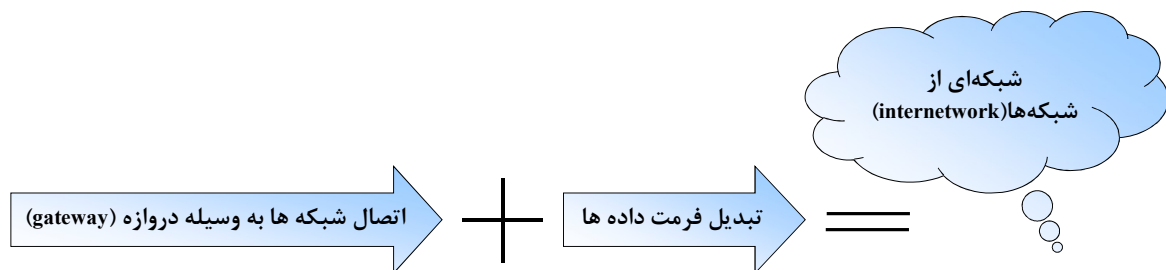 شبکه‌ای از
شبکه‌ها(internetwork)
اتصال شبکه ها به وسیله دروازه (gateway)
+
تبدیل فرمت داده ها
=